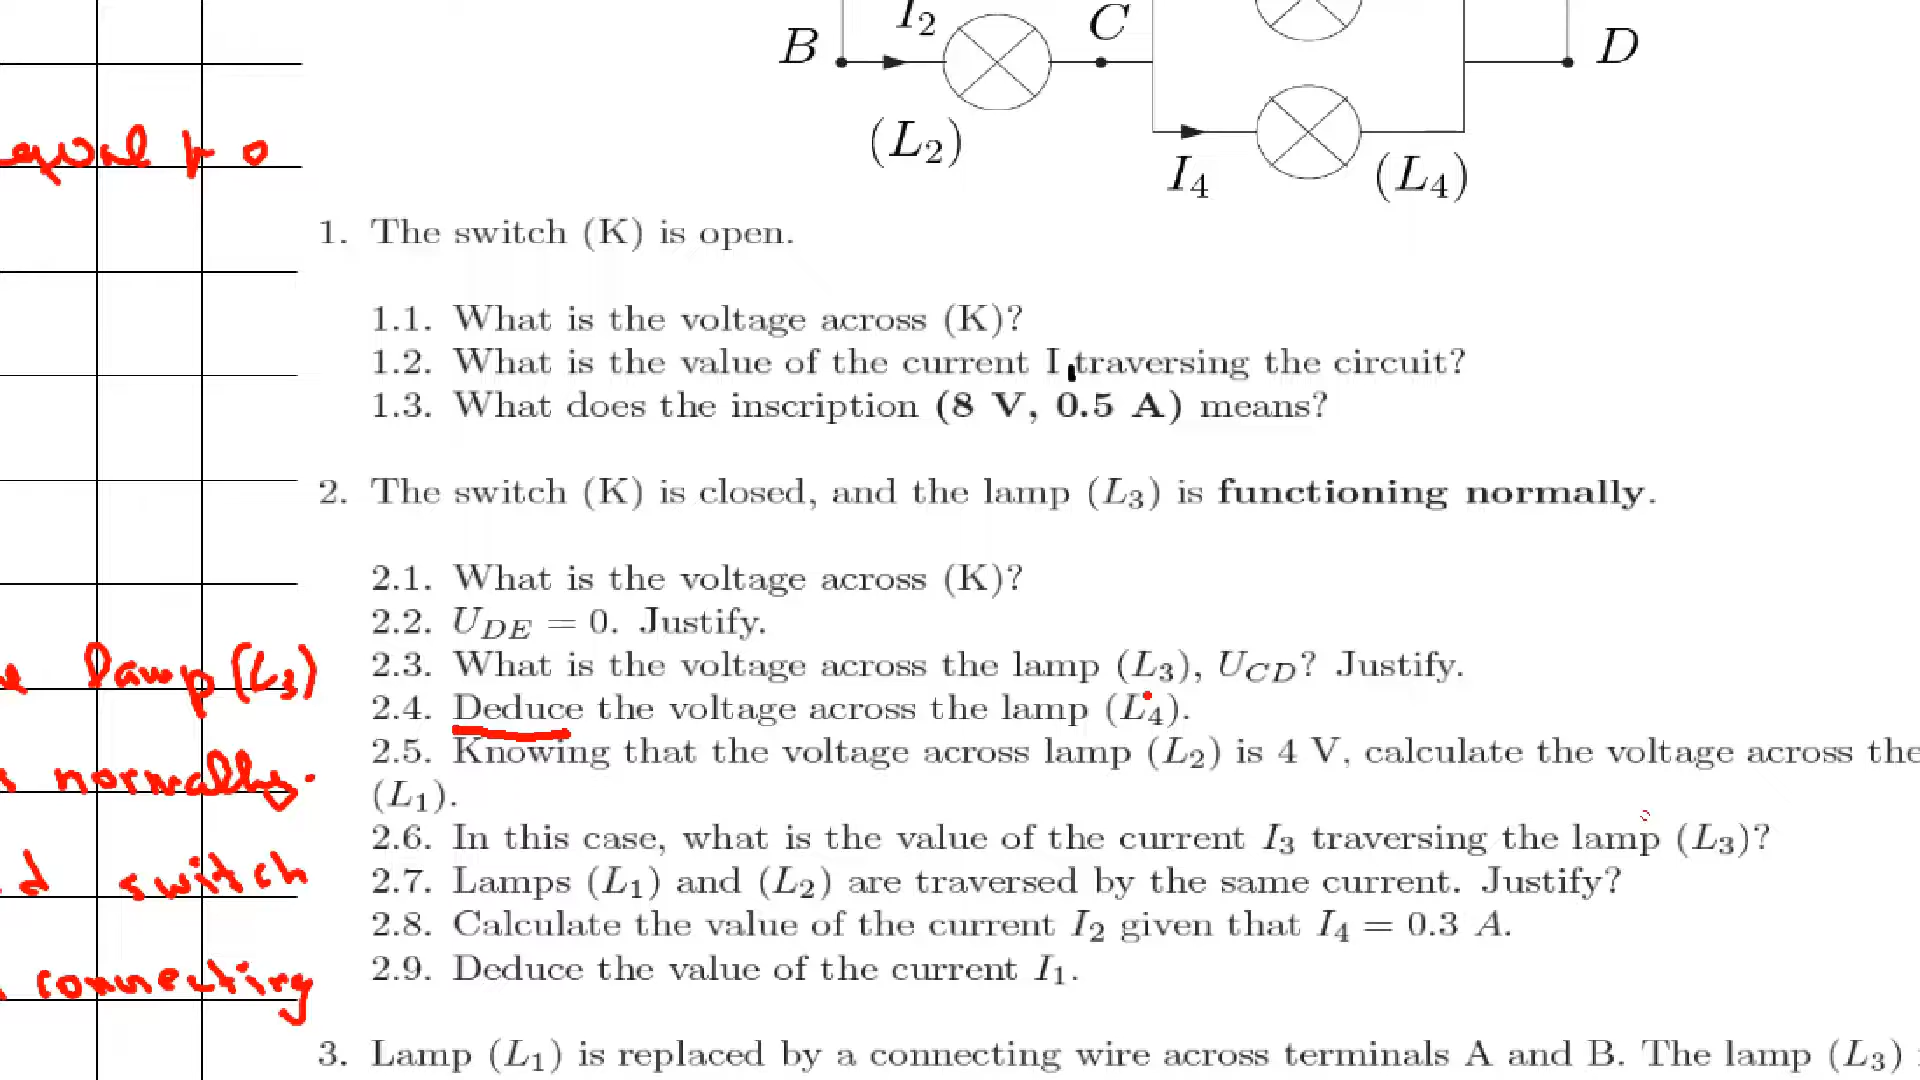 I2
B
C
D
(L2)
I4
(L4)
equal to
1. The switch (K) is open.
1.1. What is the voltage across (K)?
1.2. What is the value of the current I traversing the circuit?
1.3. What does the inscription (8 V, 0.5 A) means?
2. The switch (K) is closed, and the lamp (L3) is functioning normally.
2.1. What is the voltage across (K)?
2.2. UDE = 0. Justify.
lamp (L3)
2.3. What is the voltage across the lamp (L3), UCD? Justify.
2.4. Deduce the voltage across the lamp (L4).
2.5. Knowing that the voltage across lamp (L2) is 4 V, calculate the voltage across the
normally.
(L1).
2.6. In this case, what is the value of the current I3 traversing the lamp (L3)?
switch
2.7. Lamps (L1) and (L2) are traversed by the same current. Justify?
2.8. Calculate the value of the current I2 given that I4 = 0.3 A.
connecting
2.9. Deduce the value of the current I1.
3. Lamp (L1) is replaced by a connecting wire across terminals A and B. The lamp (L3)